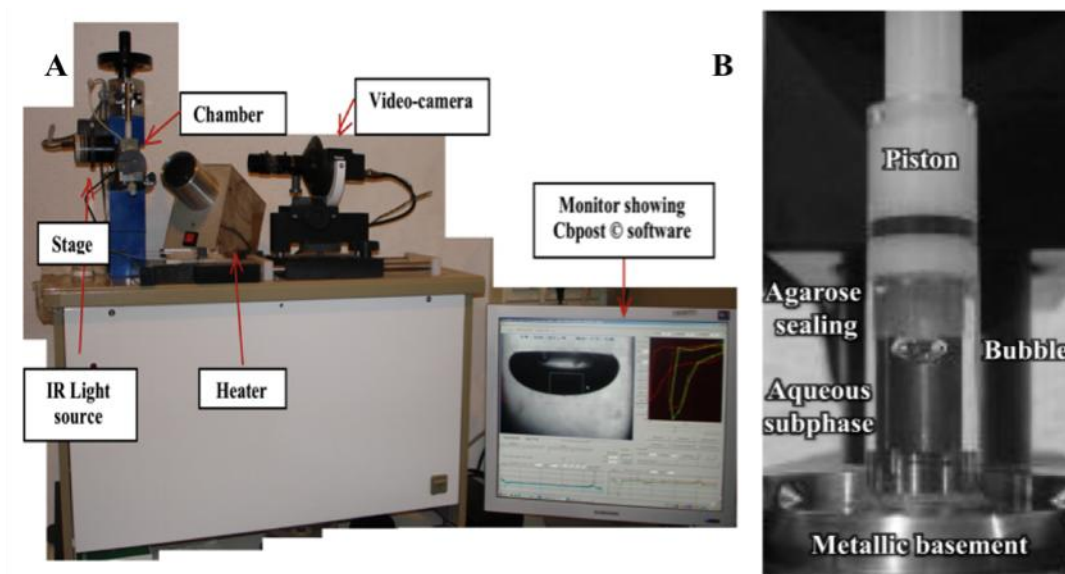 A
Chamber
Video-camera
Stage
IR Light
source
Heater
Monitor showing
Cbpost © software
SAMSUNG
B
Piston
Agarose
sealing
Bubble
Aqueous
subphase
Metallic basement